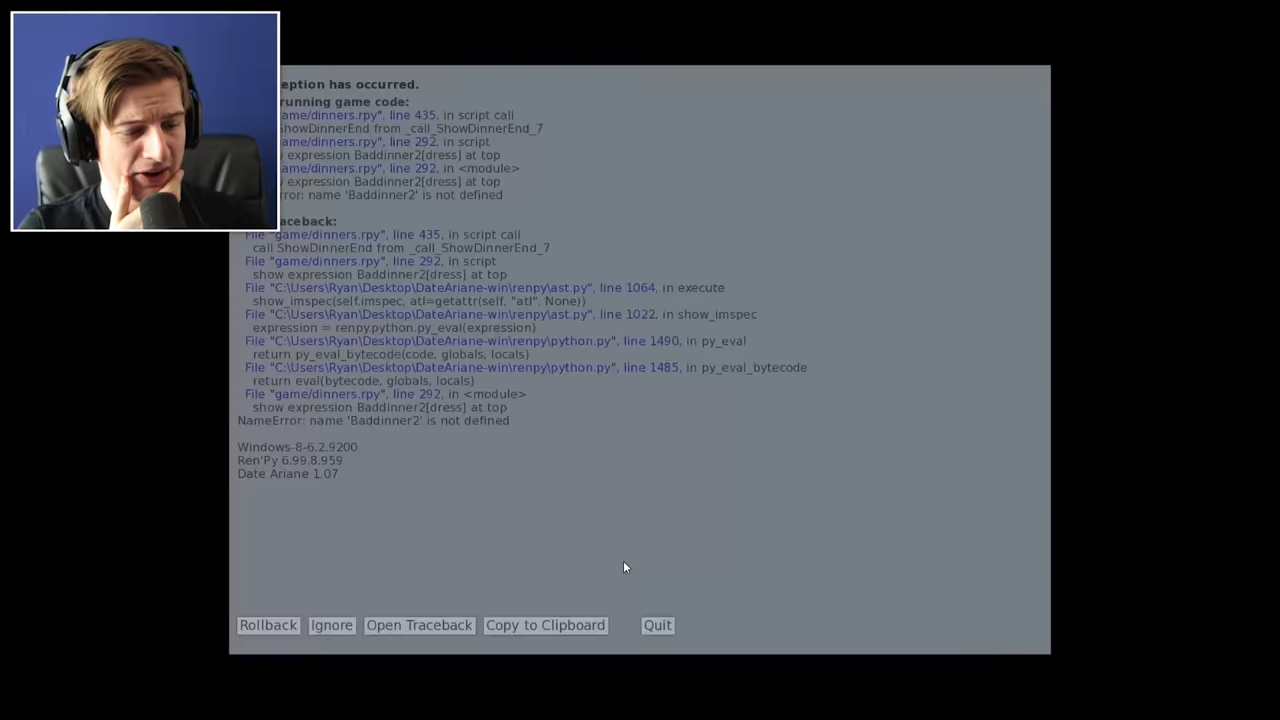 eption has occurred.
running game code:
ame/dinners.rpy", line 435, in script call
ShowDinnerEnd from _call_ShowDinnerEnd_7
ame/dinners.rpy", line 292, in script
expression Baddinner2[dress] at top
ame/dinners.rpy", line 292, in <module>
expression Baddinner2[dress] at top
rror: name 'Baddinner2' is not defined
aceback:
File "game/dinners.rpy", line 435, in script call
call ShowDinnerEnd from _call_ShowDinnerEnd_7
File "game/dinners.rpy", line 292, in script
show expression Baddinner2[dress] at top
File "C:\Users\Ryan\Desktop\DateAriane-win\renpy\ast.py", line 1064, in execute
show_imspec(self.imspec, atl=getattr(self, "atl", None))
File "C:\Users\Ryan\Desktop\DateAriane-win\renpy\ast.py", line 1022, in show_imspec
expression = renpy.python.py_eval(expression)
File "C:\Users\Ryan\Desktop\DateAriane-win\renpy\python.py", line 1490, in py_eval
return py_eval_bytecode(code, globals, locals)
File "C:\Users\Ryan\Desktop\DateAriane-win\renpy\python.py", line 1485, in py_eval_bytecode
return eval(bytecode, globals, locals)
File "game/dinners.rpy", line 292, in <module>
show expression Baddinner2[dress] at top
NameError: name 'Baddinner2' is not defined
Windows-8-6.2.9200
Ren'Py 6.99.8.959
Date Ariane 1.07
Rollback Ignore Open Traceback Copy to Clipboard Quit